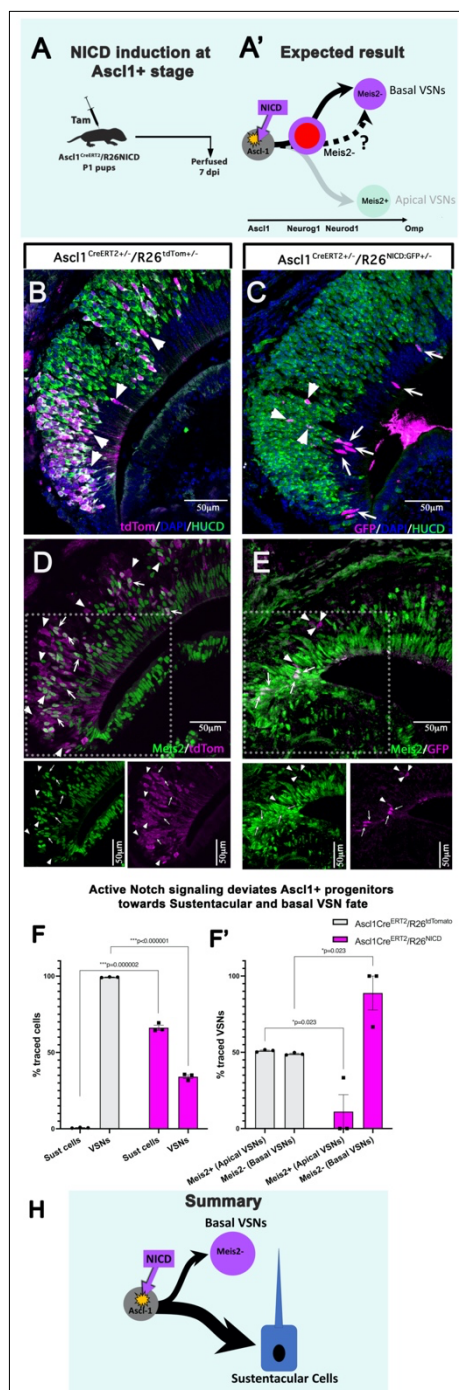 A
NICD induction at
Ascl1+ stage
Tam
Ascl1CreERT2/R26NICD
P1 pups
Perfused
7 dpi
A'
Expected result
NICD
Ascl-1
Meis2-
Basal VSNs
Meis2-
?
Meis2+
Apical VSNs
Ascl1 Neurog1 Neurod1 Omp
Ascl1CreERT2+/-/R26tdTom+/-
Ascl1CreERT2+/-/R26NICD:GFP+/-
B
50µm
tdTom/DAPI/HUCD
C
50µm
GFP/DAPI/HUCD
D
50µm
Meis2/tdTom
E
50µm
Meis2/GFP
50µm
50µm
50µm
50µm
Active Notch signaling deviates Ascl1+ progenitors
towards Sustentacular and basal VSN fate
Ascl1CreERT2/R26tdTomato
Ascl1CreERT2/R26NICD
F
***p<0.000001
***p=0.000002
% traced cells
100
50
0
Sust cells
VSNs
Sust cells
VSNs
F'
*p=0.023
*p=0.023
% traced VSNs
100
50
0
Meis2+ (Apical VSNs)
Meis2- (Basal VSNs)
Meis2+ (Apical VSNs)
Meis2- (Basal VSNs)
H
Summary
Basal VSNs
NICD
Meis2-
Ascl-1
Sustentacular Cells